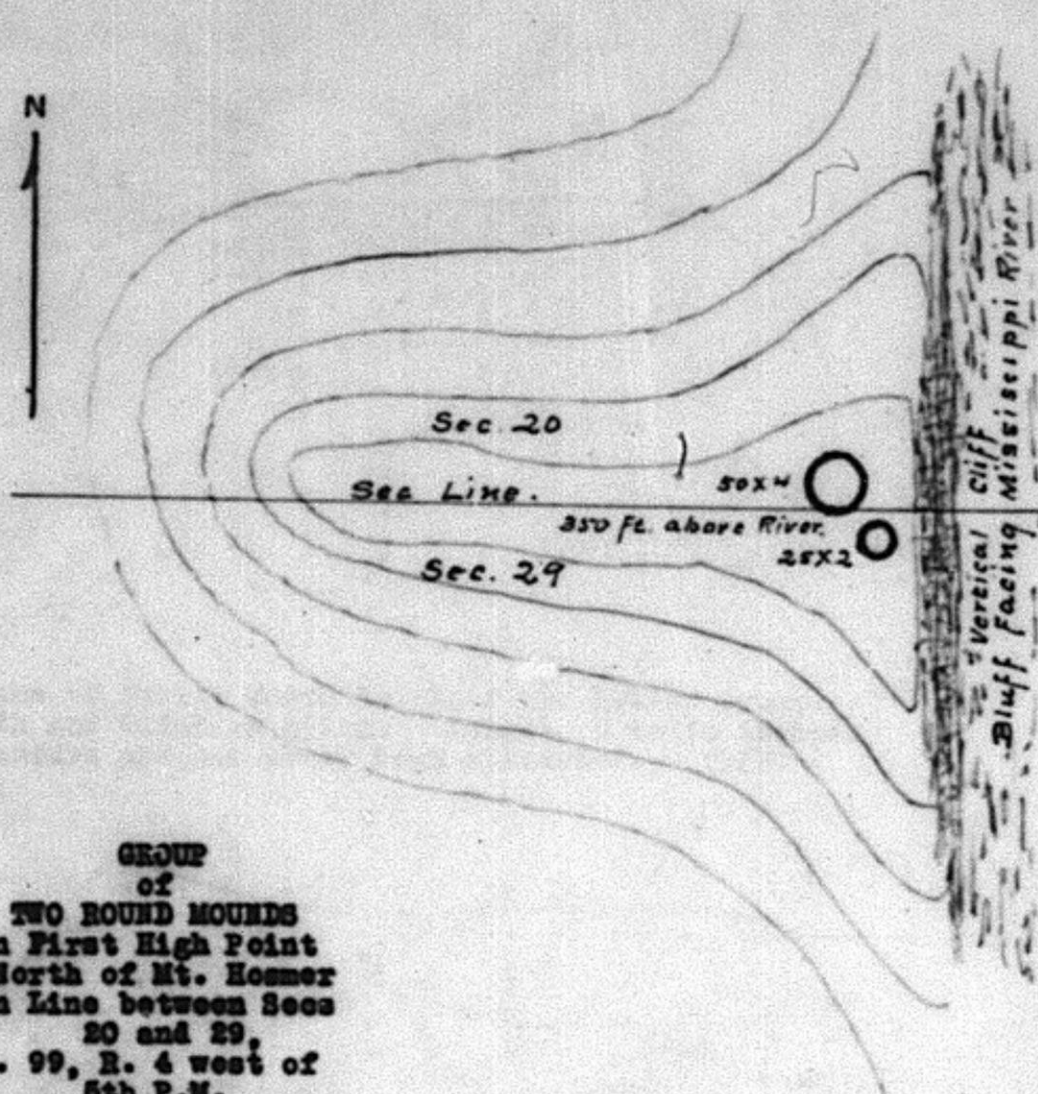 N
Sec. 20
Sec Line.
50X4
350 ft. above River.
25X2
Sec. 29
Vertical Cliff
Bluff Facing Mississippi River
GROUP
of
TWO ROUND MOUNDS
n First High Point
North of Mt. Hosmer
n Line between Secs
20 and 29,
. 99, R. 4 west of
5th P.M.